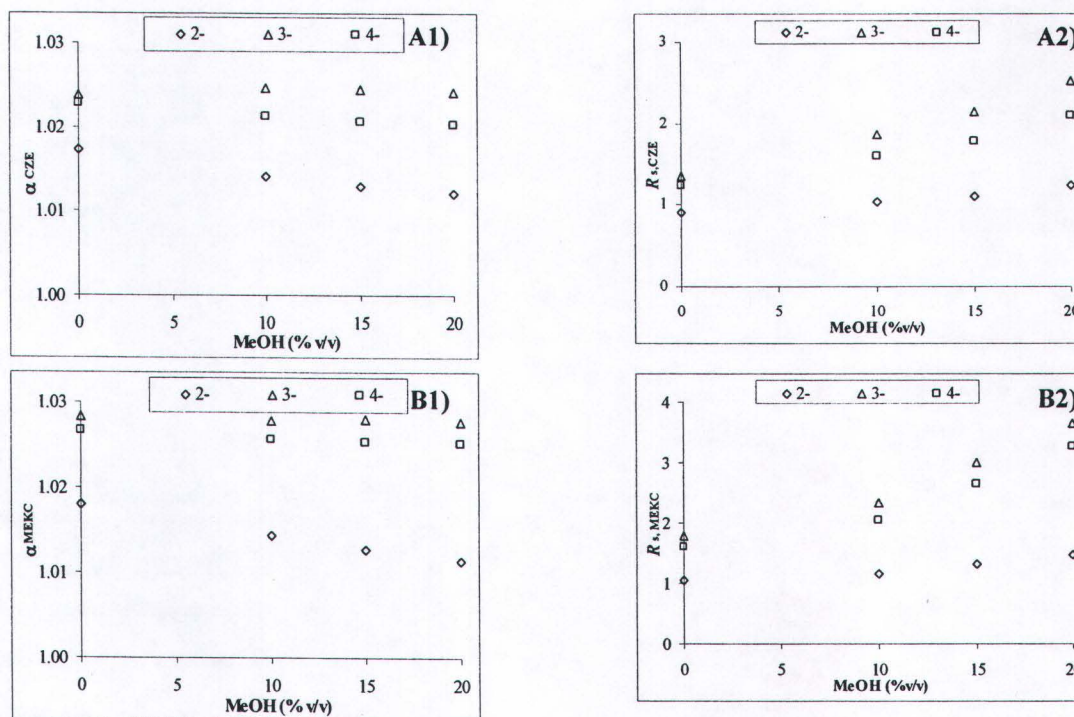 ◇ 2- △ 3- □ 4- A1)
1.03
1.02
1.01
1.00
α CZE
0 5 10 15 20
MeOH (% v/v)
◇ 2- △ 3- □ 4- A2)
3
2
1
0
R s,CZE
0 5 10 15 20
MeOH (%v/v)
◇ 2- △ 3- □ 4- B1)
1.03
1.02
1.01
1.00
α MEKC
0 5 10 15 20
MeOH (% v/v)
◇ 2- △ 3- □ 4- B2)
4
3
2
1
0
R s,MEKC
0 5 10 15 20
MeOH (%v/v)